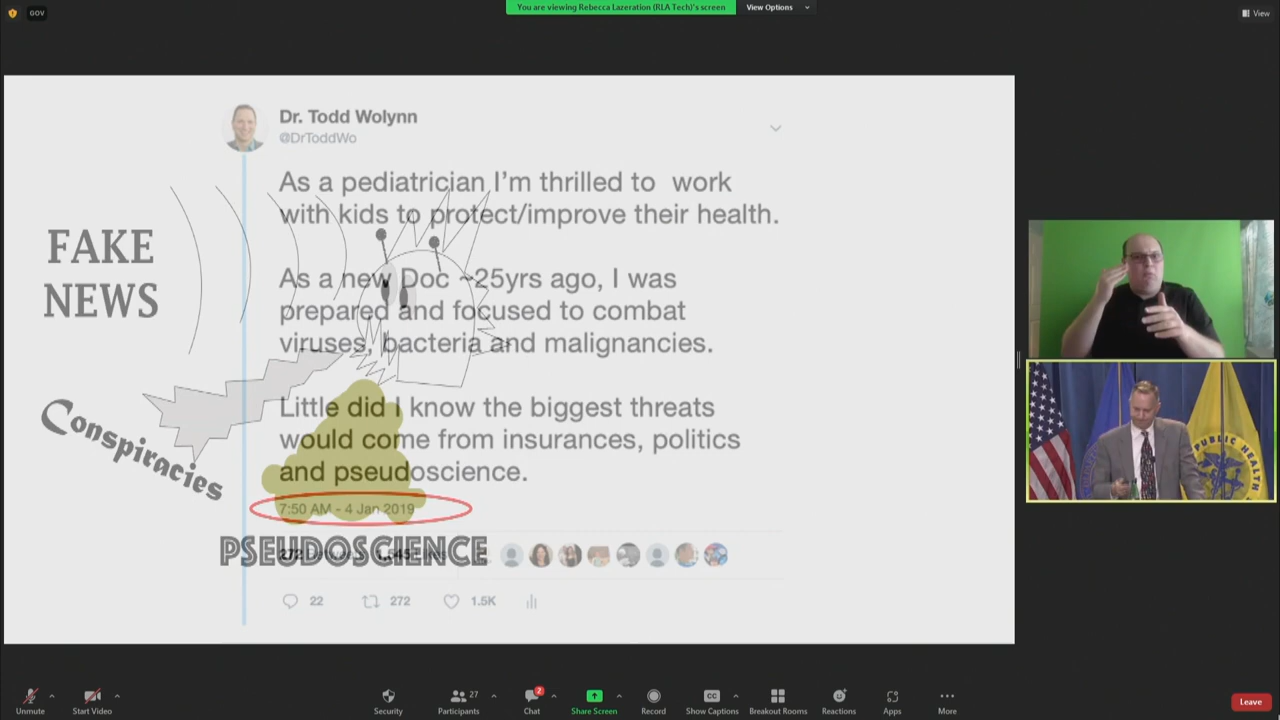 GOV
You are viewing Rebecca Lazeration (RLA Tech)'s screen
View Options
View
Dr. Todd Wolynn
@DrToddWo
As a pediatrician I'm thrilled to work
with kids to protect/improve their health.
As a new Doc ~25yrs ago, I was
prepared and focused to combat
viruses, bacteria and malignancies.
Little did I know the biggest threats
would come from insurances, politics
and pseudoscience.
7:50 AM - 4 Jan 2019
272
22
272
1.5K
FAKE
NEWS
Conspiracies
PSEUDOSCIENCE
PUBLIC HEALTH
Unmute
Start Video
Security
Participants
27
Chat
2
Share Screen
Record
CC
Show Captions
Breakout Rooms
Reactions
Apps
More
Leave